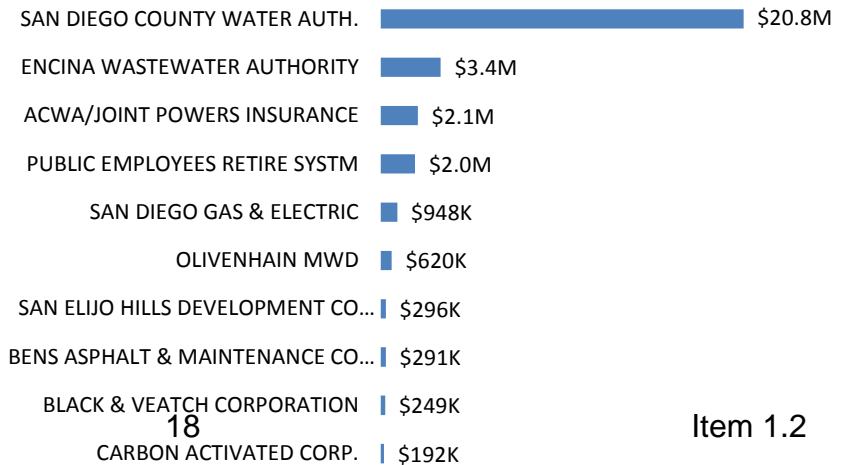 SAN DIEGO COUNTY WATER AUTH. $20.8M
ENCINA WASTEWATER AUTHORITY $3.4M
ACWA/JOINT POWERS INSURANCE $2.1M
PUBLIC EMPLOYEES RETIRE SYSTM $2.0M
SAN DIEGO GAS & ELECTRIC $948K
OLIVENHAIN MWD $620K
SAN ELIJO HILLS DEVELOPMENT CO… $296K
BENS ASPHALT & MAINTENANCE CO… $291K
BLACK & VEATCH CORPORATION $249K
18 Item 1.2
CARBON ACTIVATED CORP. $192K